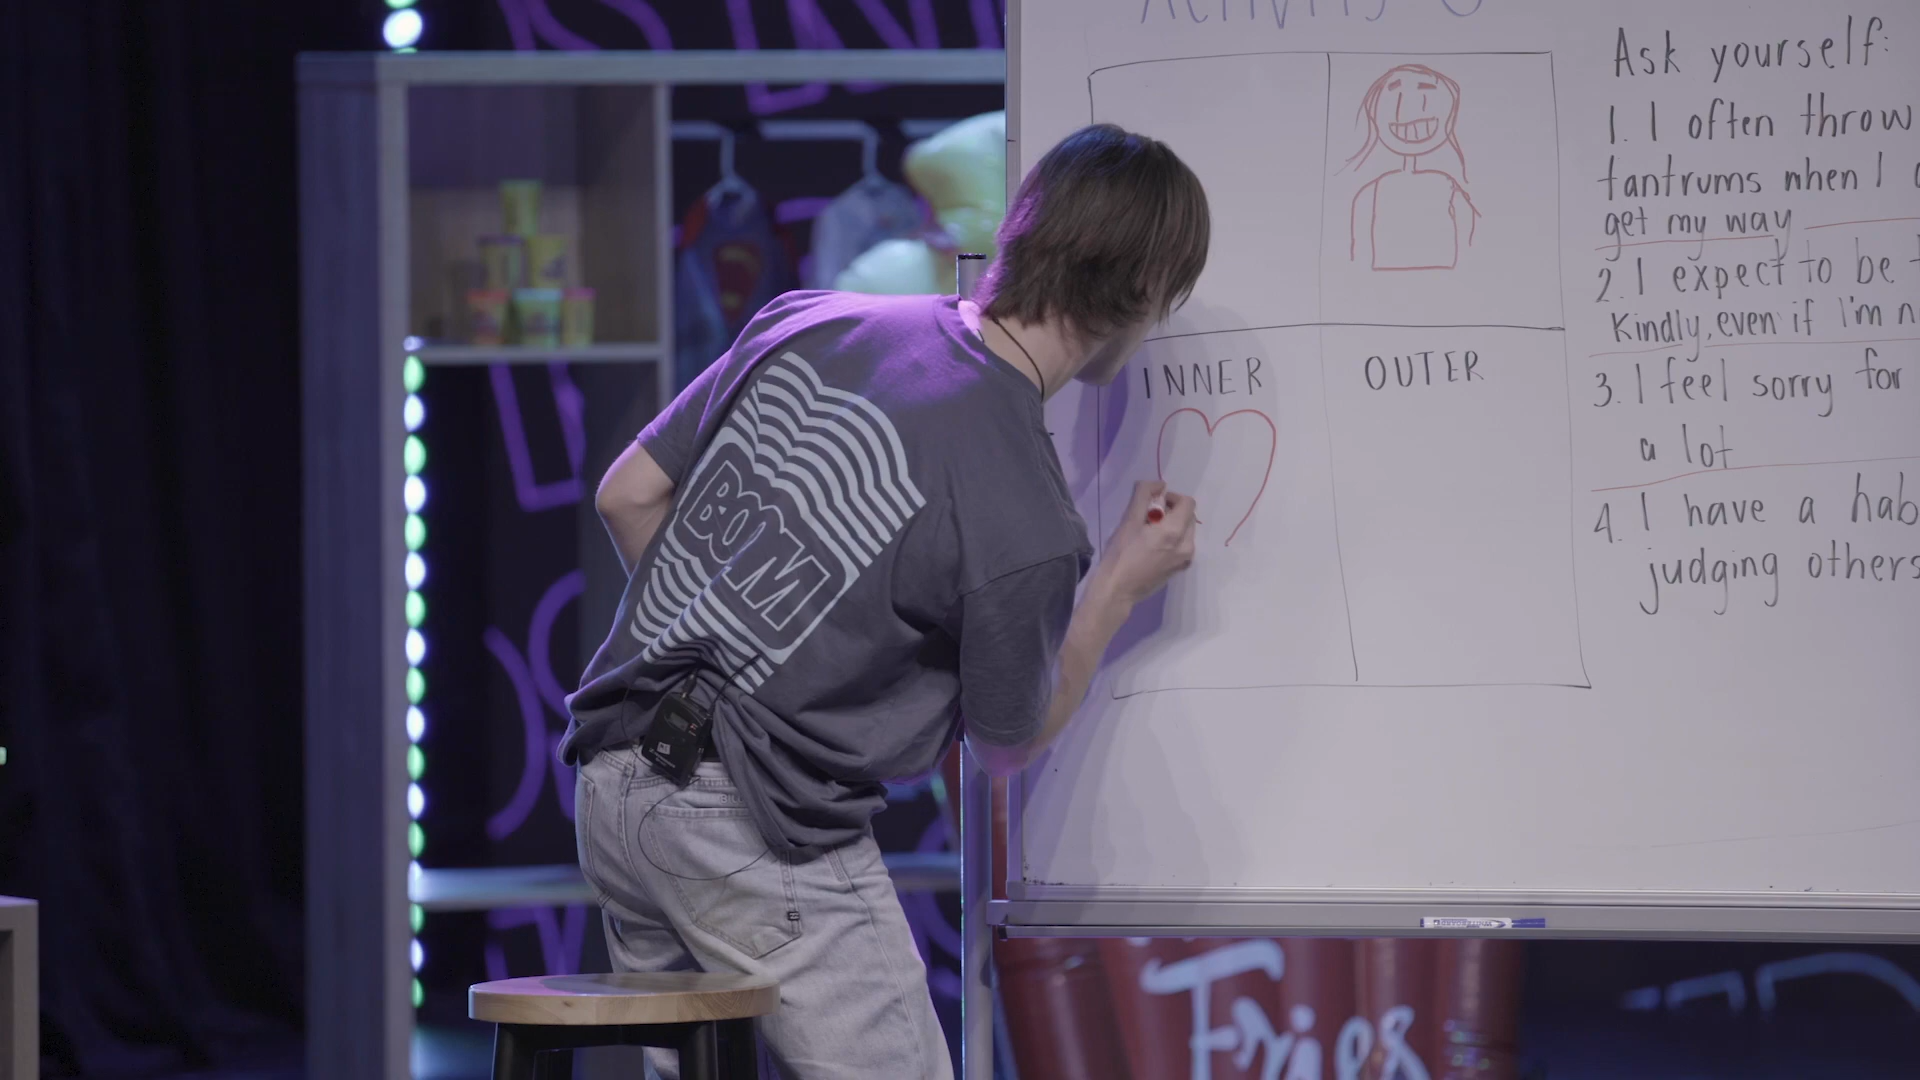 ACTIVITY
Ask yourself:
1. I often throw
tantrums when I
get my way
2. I expect to be
Kindly, even if I'm n
3. I feel sorry for
a lot
4. I have a hab
judging others
INNER OUTER
BOOM
Fries